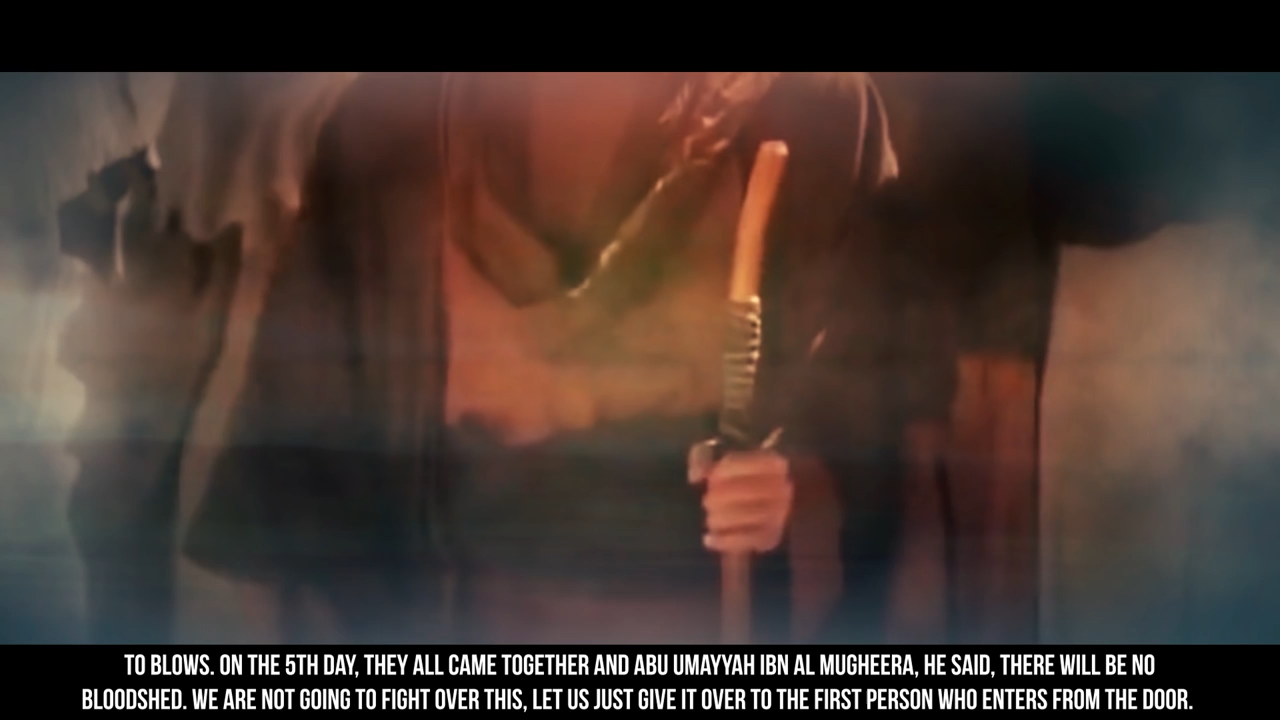 TO BLOWS. ON THE 5TH DAY, THEY ALL CAME TOGETHER AND ABU UMAYYAH IBN AL MUGHEERA, HE SAID, THERE WILL BE NO
BLOODSHED. WE ARE NOT GOING TO FIGHT OVER THIS, LET US JUST GIVE IT OVER TO THE FIRST PERSON WHO ENTERS FROM THE DOOR.